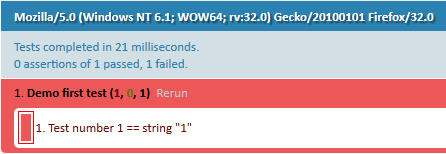 Mozilla/5.0 (Windows NT 6.1; WOW64; rv:32.0) Gecko/20100101 Firefox/32.0
Tests completed in 21 milliseconds.
0 assertions of 1 passed, 1 failed.
1. Demo first test (1, 0, 1) Rerun
1. Test number 1 == string "1"